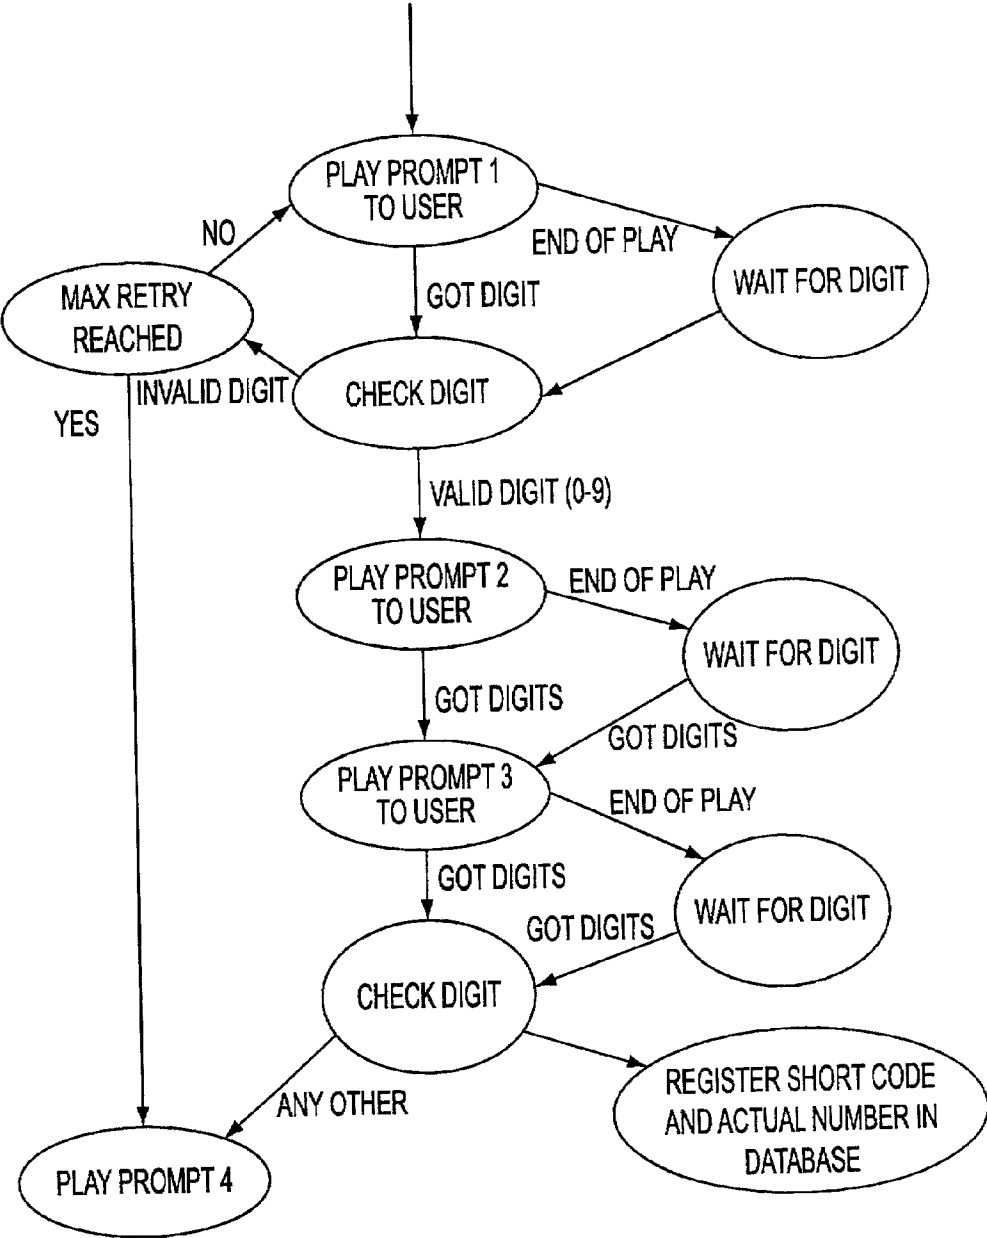 PLAY PROMPT 1
TO USER
NO
END OF PLAY
WAIT FOR DIGIT
MAX RETRY
REACHED
GOT DIGIT
INVALID DIGIT
CHECK DIGIT
YES
VALID DIGIT (0-9)
PLAY PROMPT 2
TO USER
END OF PLAY
WAIT FOR DIGIT
GOT DIGITS
GOT DIGITS
PLAY PROMPT 3
TO USER
END OF PLAY
GOT DIGITS
WAIT FOR DIGIT
GOT DIGITS
CHECK DIGIT
REGISTER SHORT CODE
AND ACTUAL NUMBER IN
DATABASE
ANY OTHER
PLAY PROMPT 4